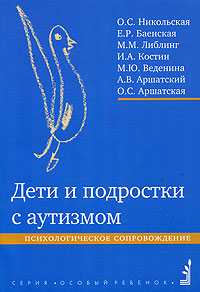 О.С. Никольская
Е.Р. Баенская
М.М. Либлинг
И.А. Костин
М.Ю. Веденина
А.В. Аршатский
О.С. Аршатская
Дети и подростки
с аутизмом
ПСИХОЛОГИЧЕСКОЕ СОПРОВОЖДЕНИЕ
СЕРИЯ «ОСОБЫЙ РЕБЕНОК»